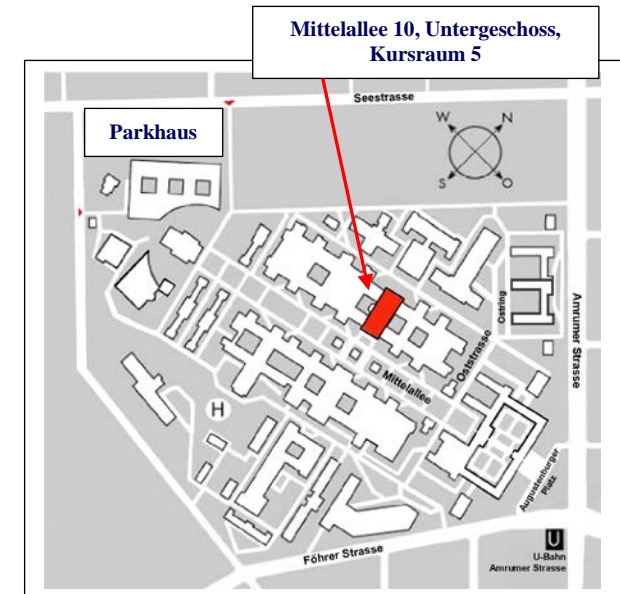 Mittelallee 10, Untergeschoss,
Kursraum 5
Seestrasse
Parkhaus
W
N
S
O
Ostring
Amrumer Strasse
Oststrasse
Mittelallee
H
Augustenburger
Platz
Föhrer Strasse
U
U-Bahn
Amrumer Strasse